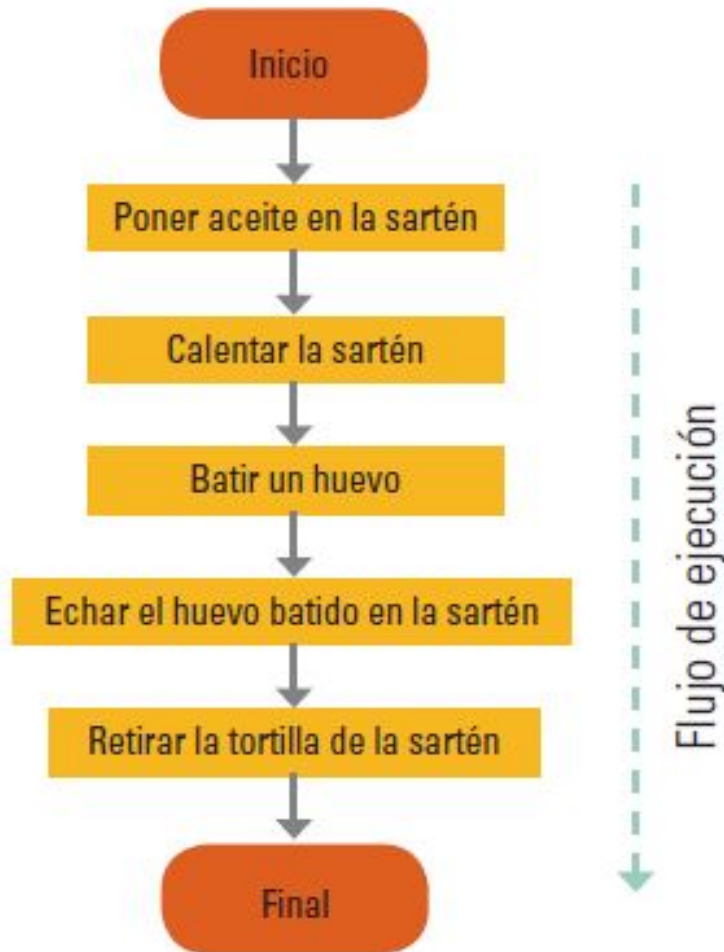 Inicio
Poner aceite en la sartén
Calentar la sartén
Batir un huevo
Echar el huevo batido en la sartén
Retirar la tortilla de la sartén
Final
Flujo de ejecución